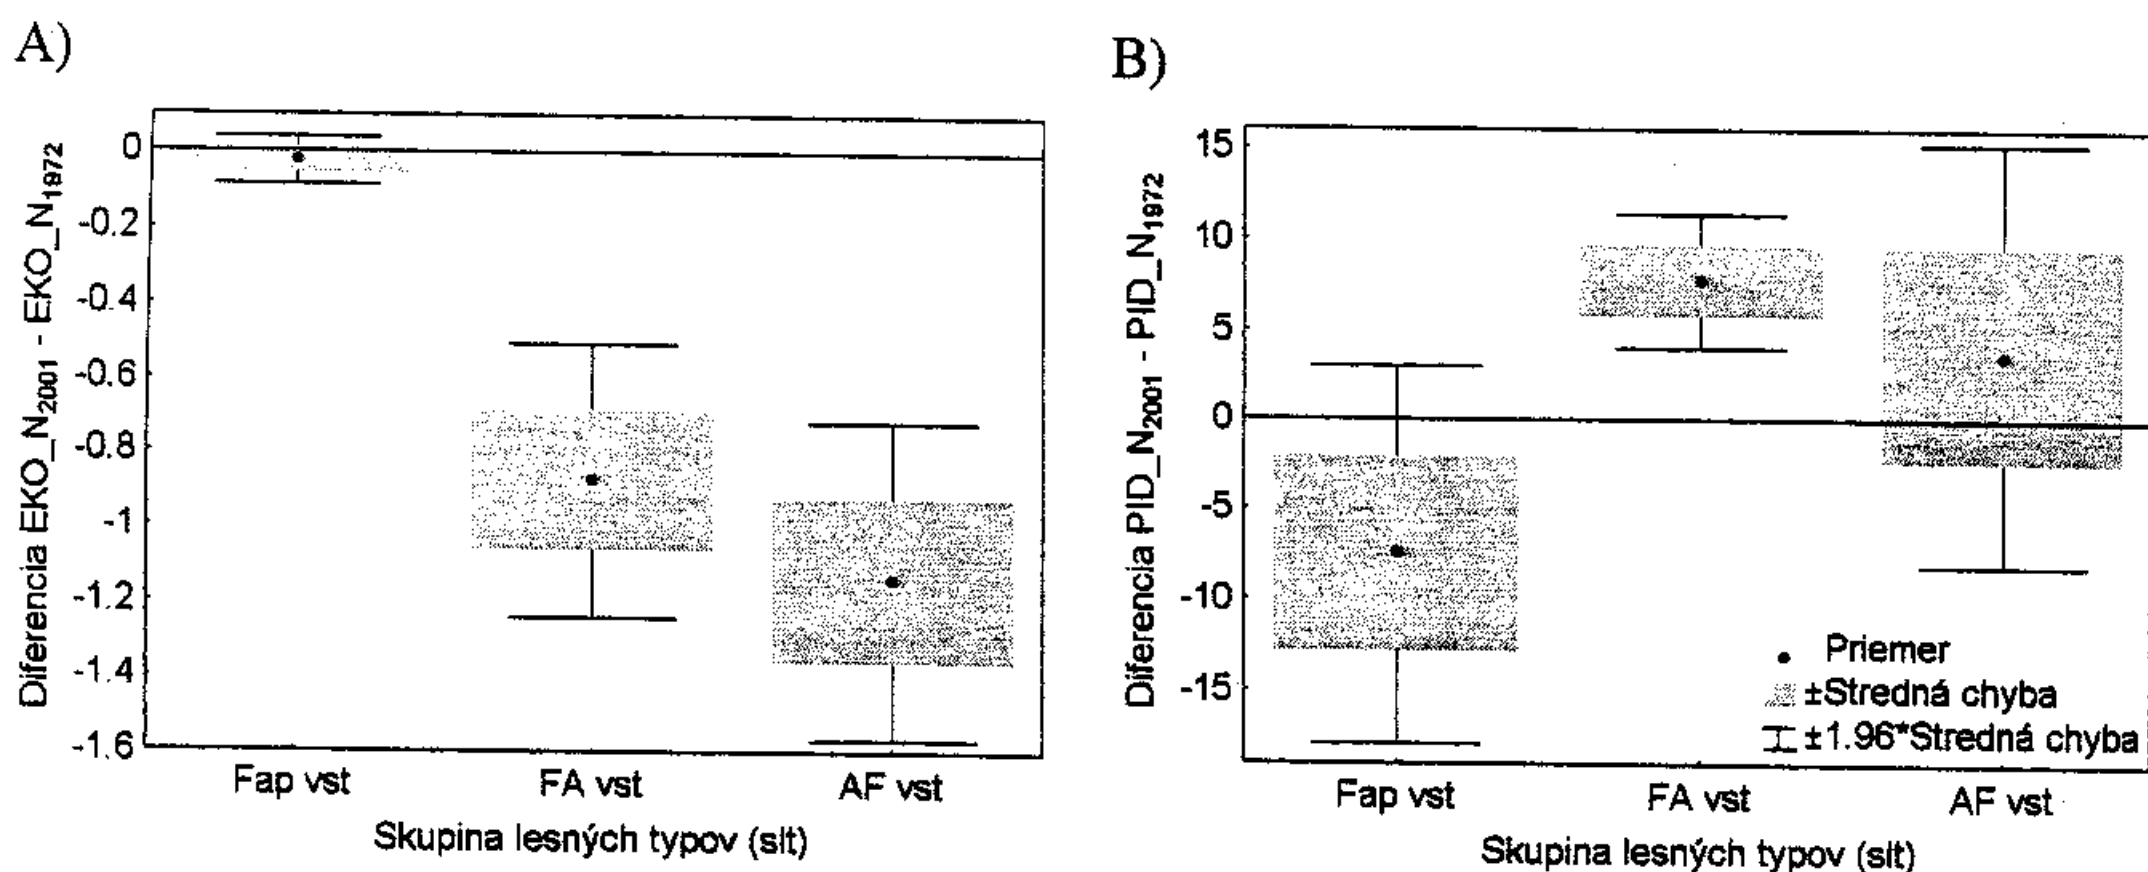 A)
Diferencia EKO_N2001 - EKO_N1972
0
-0.2
-0.4
-0.6
-0.8
-1
-1.2
-1.4
-1.6
Fap vst FA vst AF vst
Skupina lesných typov (slt)
B)
Diferencia PID_N2001 - PID_N1972
15
10
5
0
-5
-10
-15
Priemer
±Stredná chyba
±1.96*Stredná chyba
Fap vst FA vst AF vst
Skupina lesných typov (slt)